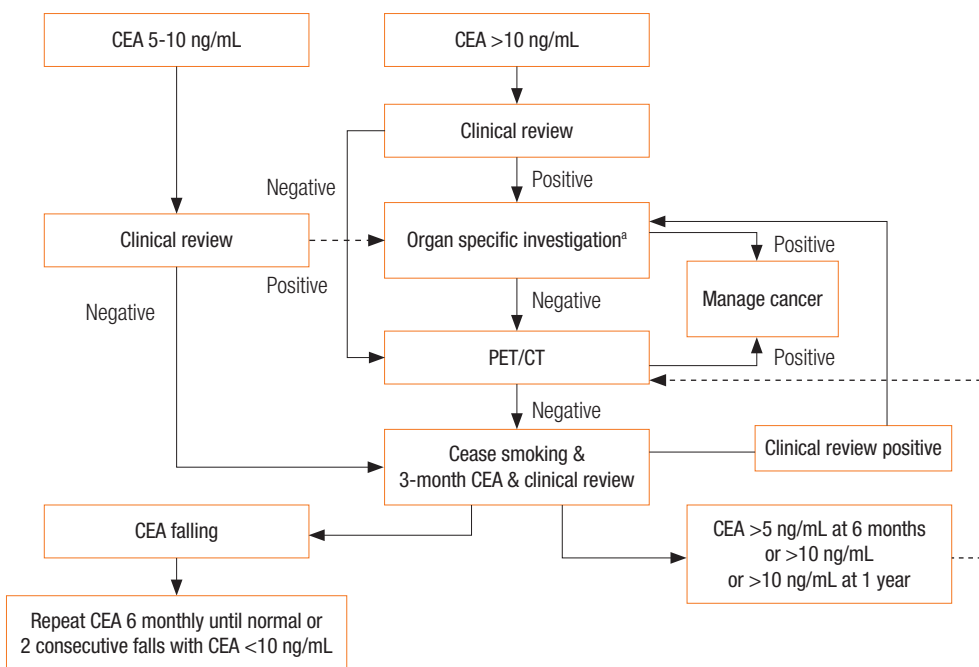 CEA 5-10 ng/mL
CEA >10 ng/mL
Clinical review
Negative
Positive
Clinical review
Organ specific investigationᵃ
Positive
Positive
Negative
Manage cancer
Negative
PET/CT
Positive
Negative
Cease smoking &
3-month CEA & clinical review
Clinical review positive
CEA falling
CEA >5 ng/mL at 6 months
or >10 ng/mL
or >10 ng/mL at 1 year
Repeat CEA 6 monthly until normal or
2 consecutive falls with CEA <10 ng/mL